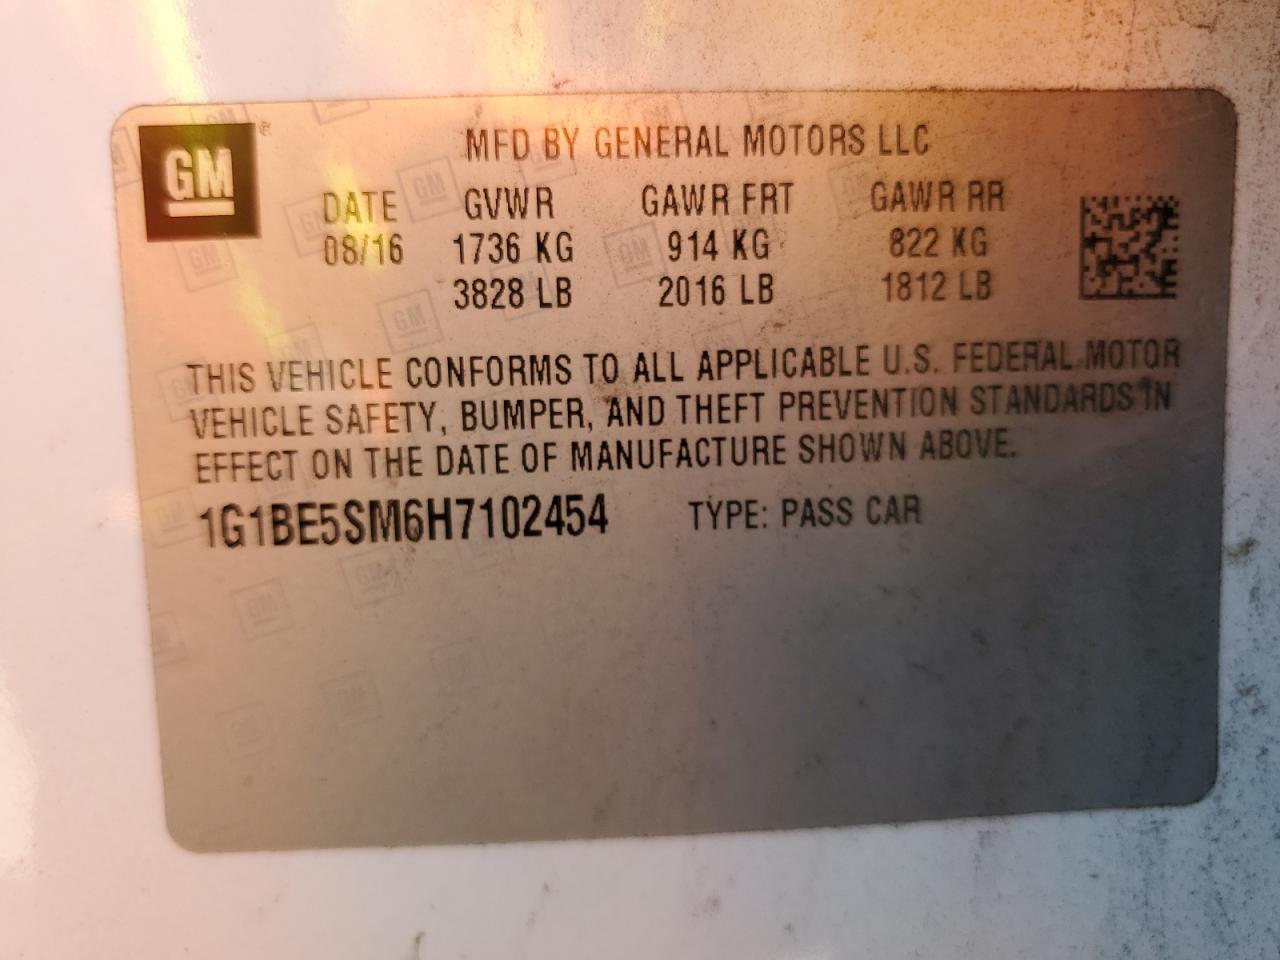 GM ®
MFD BY GENERAL MOTORS LLC
DATE GVWR GAWR FRT GAWR RR
08/16 1736 KG 914 KG 822 KG
3828 LB 2016 LB 1812 LB
THIS VEHICLE CONFORMS TO ALL APPLICABLE U.S. FEDERAL MOTOR
VEHICLE SAFETY, BUMPER, AND THEFT PREVENTION STANDARDS IN
EFFECT ON THE DATE OF MANUFACTURE SHOWN ABOVE.
1G1BE5SM6H7102454 TYPE: PASS CAR